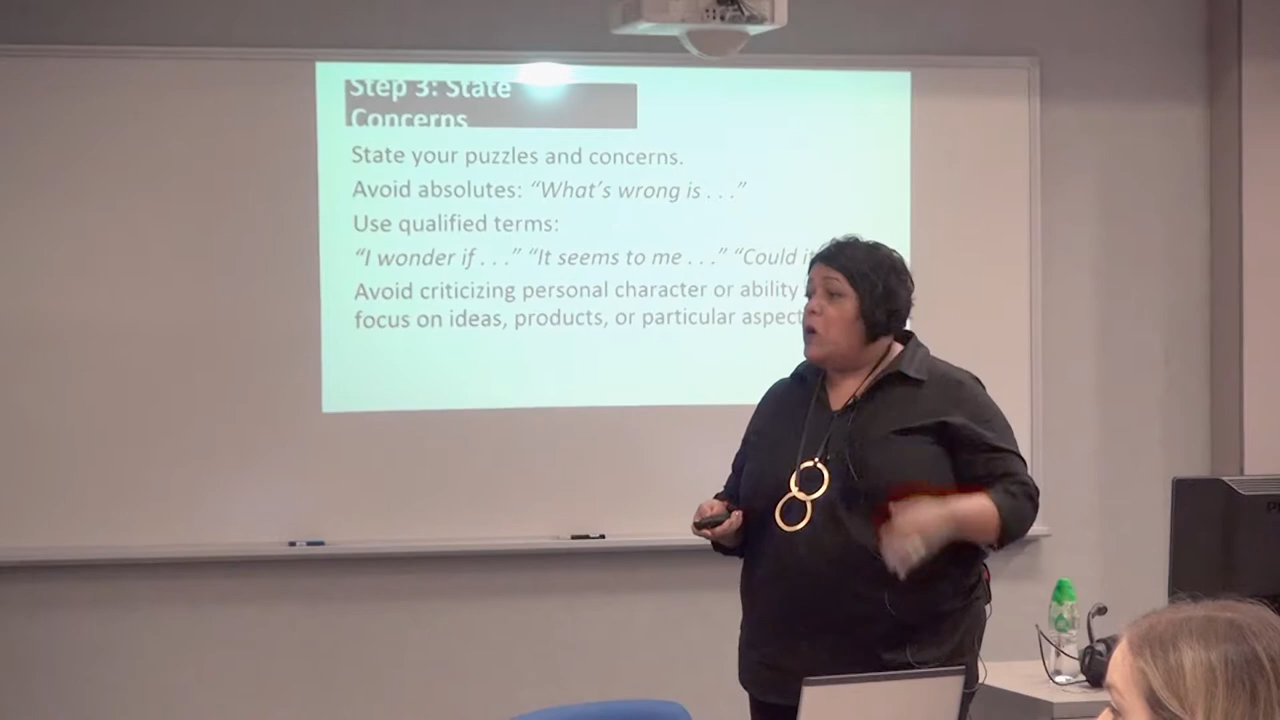 Step 3: State
Concerns
State your puzzles and concerns.
Avoid absolutes: “What’s wrong is . . .”
Use qualified terms:
“I wonder if . . .” “It seems to me . . .” “Could
Avoid criticizing personal character or ability
focus on ideas, products, or particular